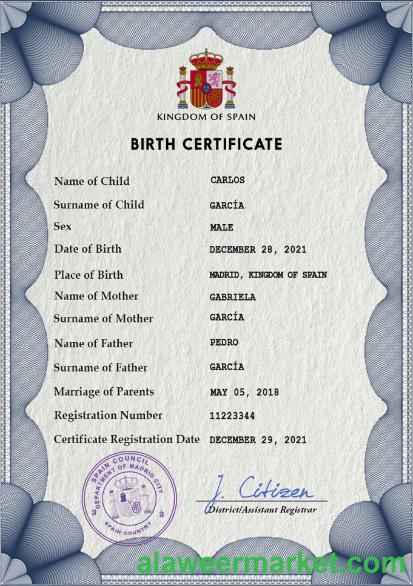 KINGDOM OF SPAIN
BIRTH CERTIFICATE
Name of Child CARLOS
Surname of Child GARCÍA
Sex MALE
Date of Birth DECEMBER 28, 2021
Place of Birth MADRID, KINGDOM OF SPAIN
Name of Mother GABRIELA
Surname of Mother GARCÍA
Name of Father PEDRO
Surname of Father GARCÍA
Marriage of Parents MAY 05, 2018
Registration Number 11223344
Certificate Registration Date DECEMBER 29, 2021
SPAIN COUNCIL
DEPARTMENT OF MADRID CITY
SPAIN COUNTRY
J. Citizen
District/Assistant Registrar
alaweermarket.com